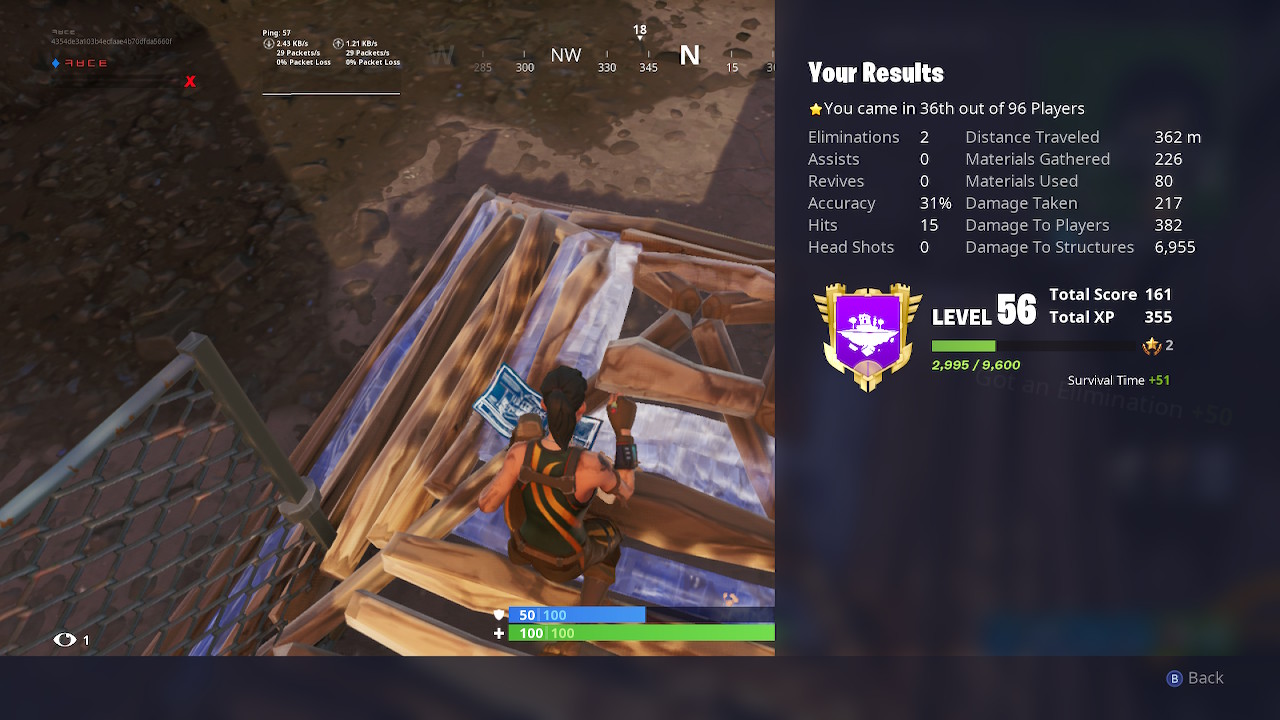 Ping: 57
2.43 KB/s 1.21 KB/s
29 Packets/s 29 Packets/s
0% Packet Loss 0% Packet Loss
18
W NW N
285 300 330 345 15
X
Your Results
You came in 36th out of 96 Players
Eliminations 2 Distance Traveled 362 m
Assists 0 Materials Gathered 226
Revives 0 Materials Used 80
Accuracy 31% Damage Taken 217
Hits 15 Damage To Players 382
Head Shots 0 Damage To Structures 6,955
LEVEL 56 Total Score 161
Total XP 355
2
2,995 / 9,600
Survival Time +51
Got an Elimination +50
50 100
100 100
1
B Back